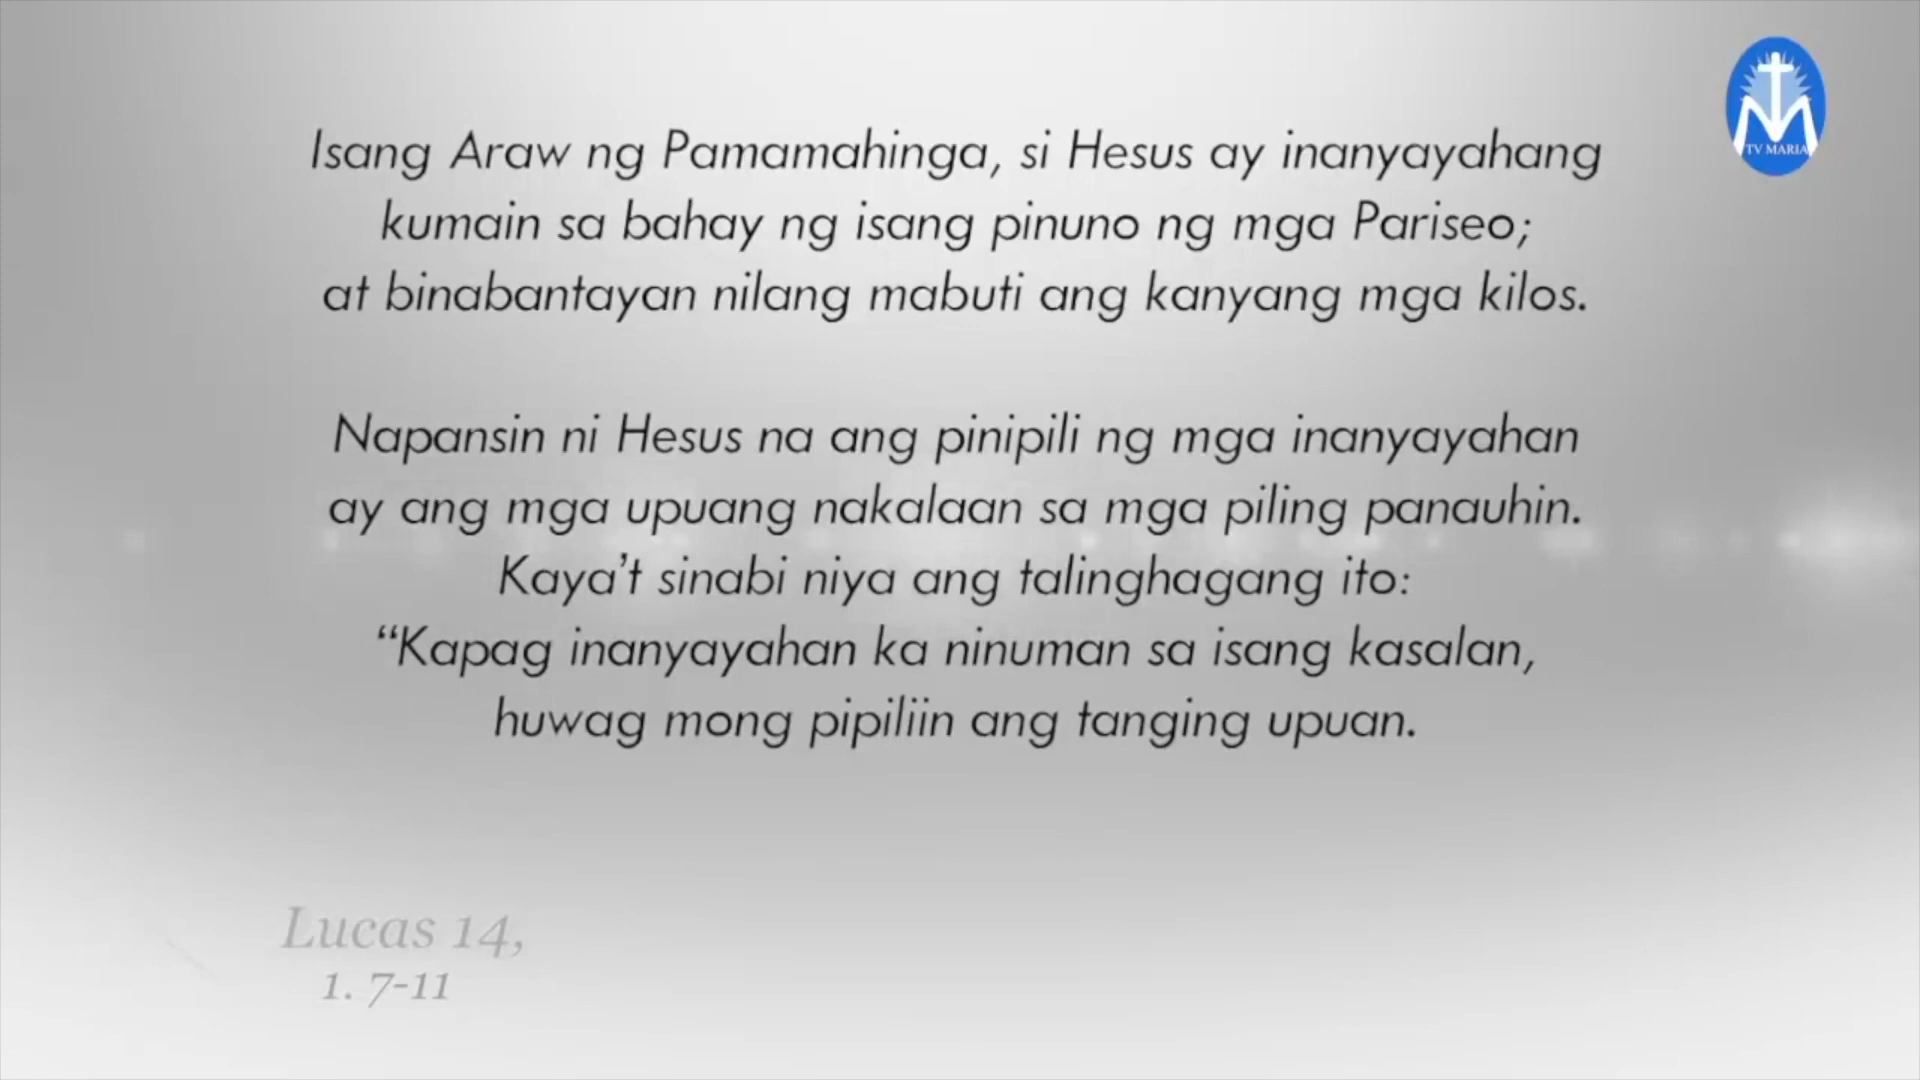 Isang Araw ng Pamamahinga, si Hesus ay inanyayahang
kumain sa bahay ng isang pinuno ng mga Pariseo;
at binabantayan nilang mabuti ang kanyang mga kilos.
Napansin ni Hesus na ang pinipili ng mga inanyayahan
ay ang mga upuang nakalaan sa mga piling panauhin.
Kaya’t sinabi niya ang talinghagang ito:
“Kapag inanyayahan ka ninuman sa isang kasalan,
huwag mong pipiliin ang tanging upuan.
Lucas 14,
1. 7-11
TV MARIA